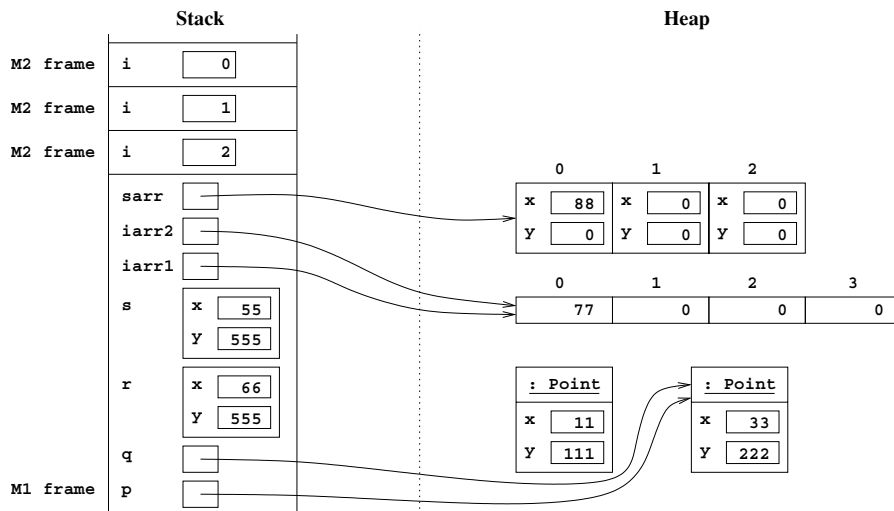 Stack Heap
M2 frame i 0
M2 frame i 1
M2 frame i 2
0 1 2
sarr x 88 x 0 x 0
iarr2 y 0 y 0 y 0
iarr1
0 1 2 3
s x 55 77 0 0 0
y 555
r x 66 : Point : Point
y 555 x 11 x 33
q y 111 y 222
M1 frame p